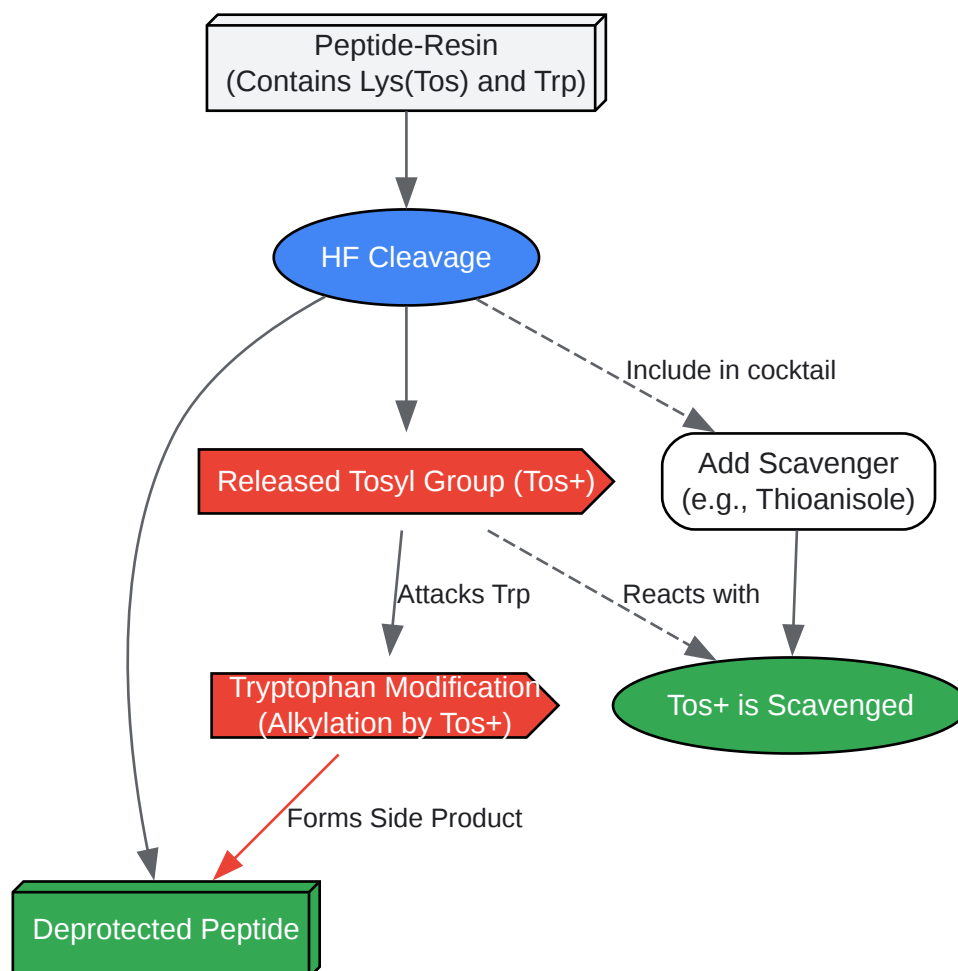 Peptide-Resin
(Contains Lys(Tos) and Trp)
HF Cleavage
Include in cocktail
Released Tosyl Group (Tos+)
Add Scavenger
(e.g., Thioanisole)
Attacks Trp
Reacts with
Tryptophan Modification
(Alkylation by Tos+)
Tos+ is Scavenged
Forms Side Product
Deprotected Peptide